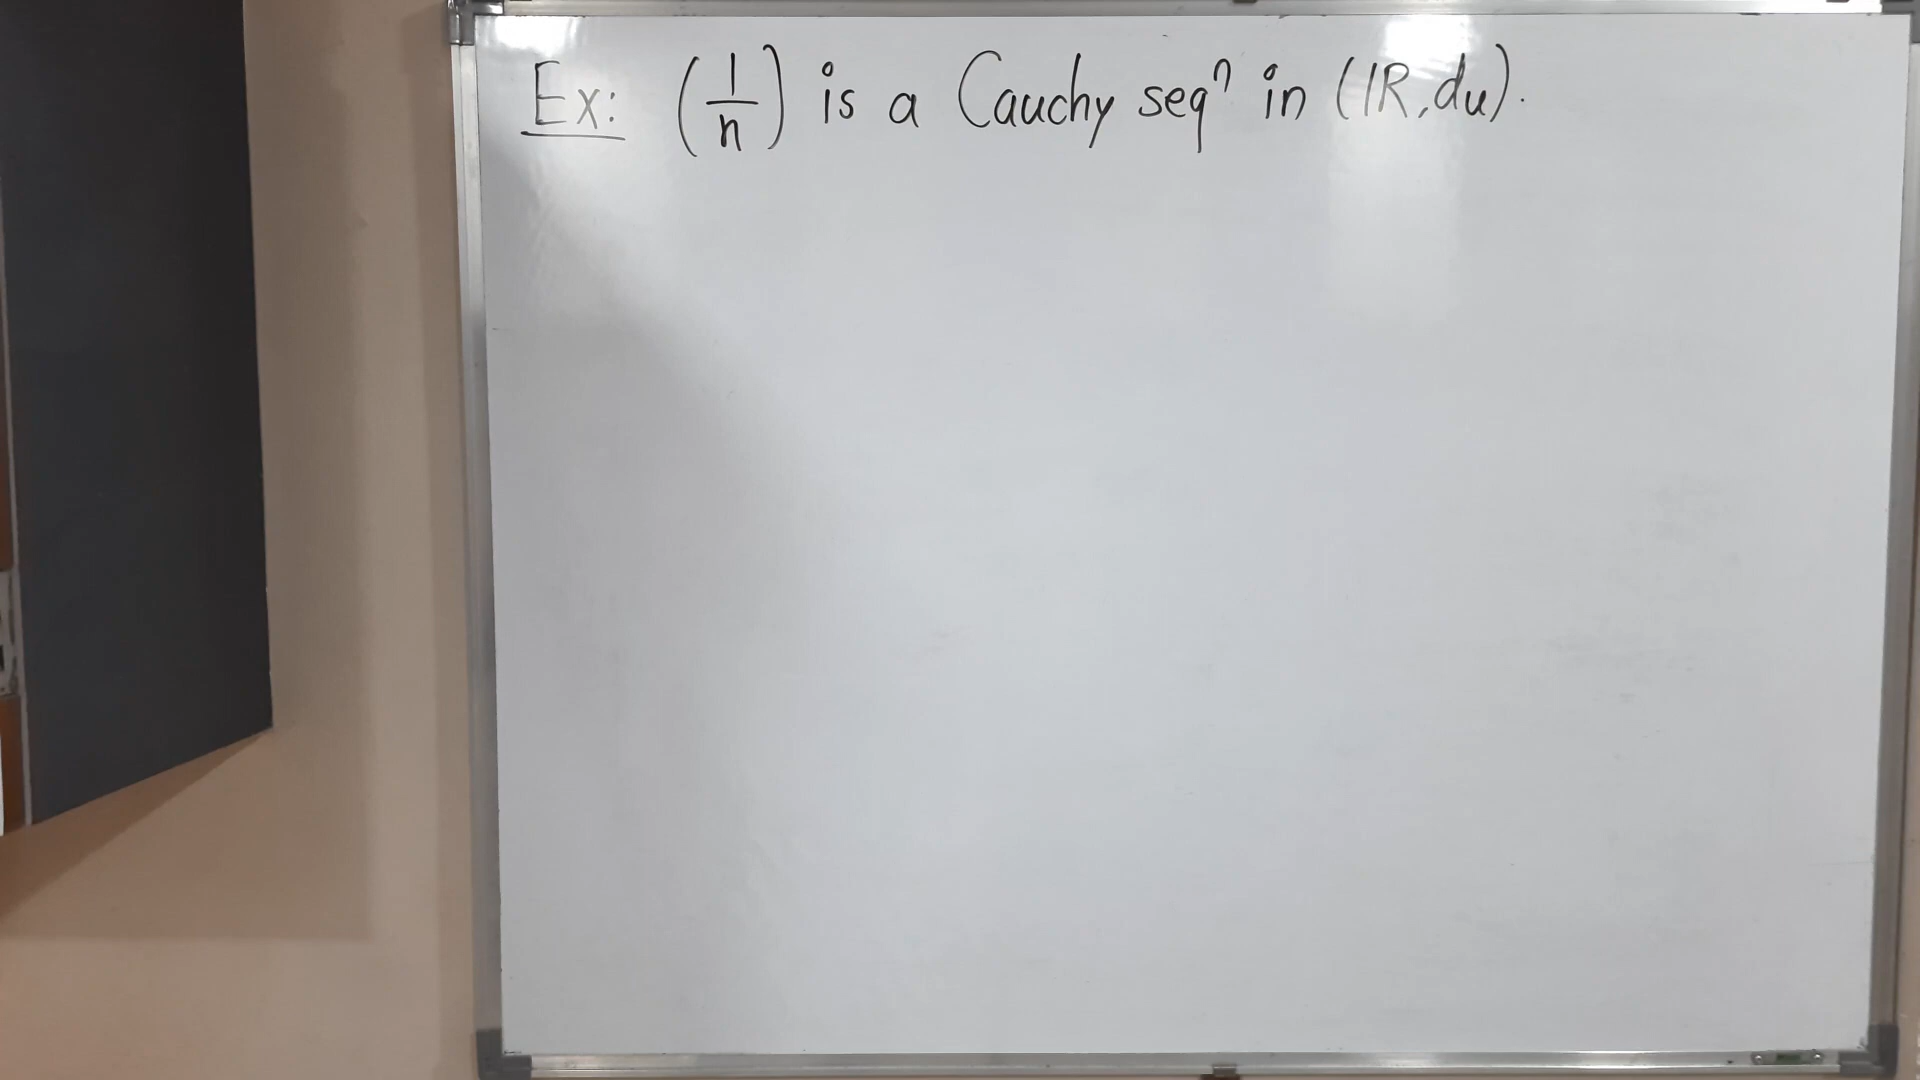 Ex: (1/n) is a Cauchy seqⁿ in (IR, du).